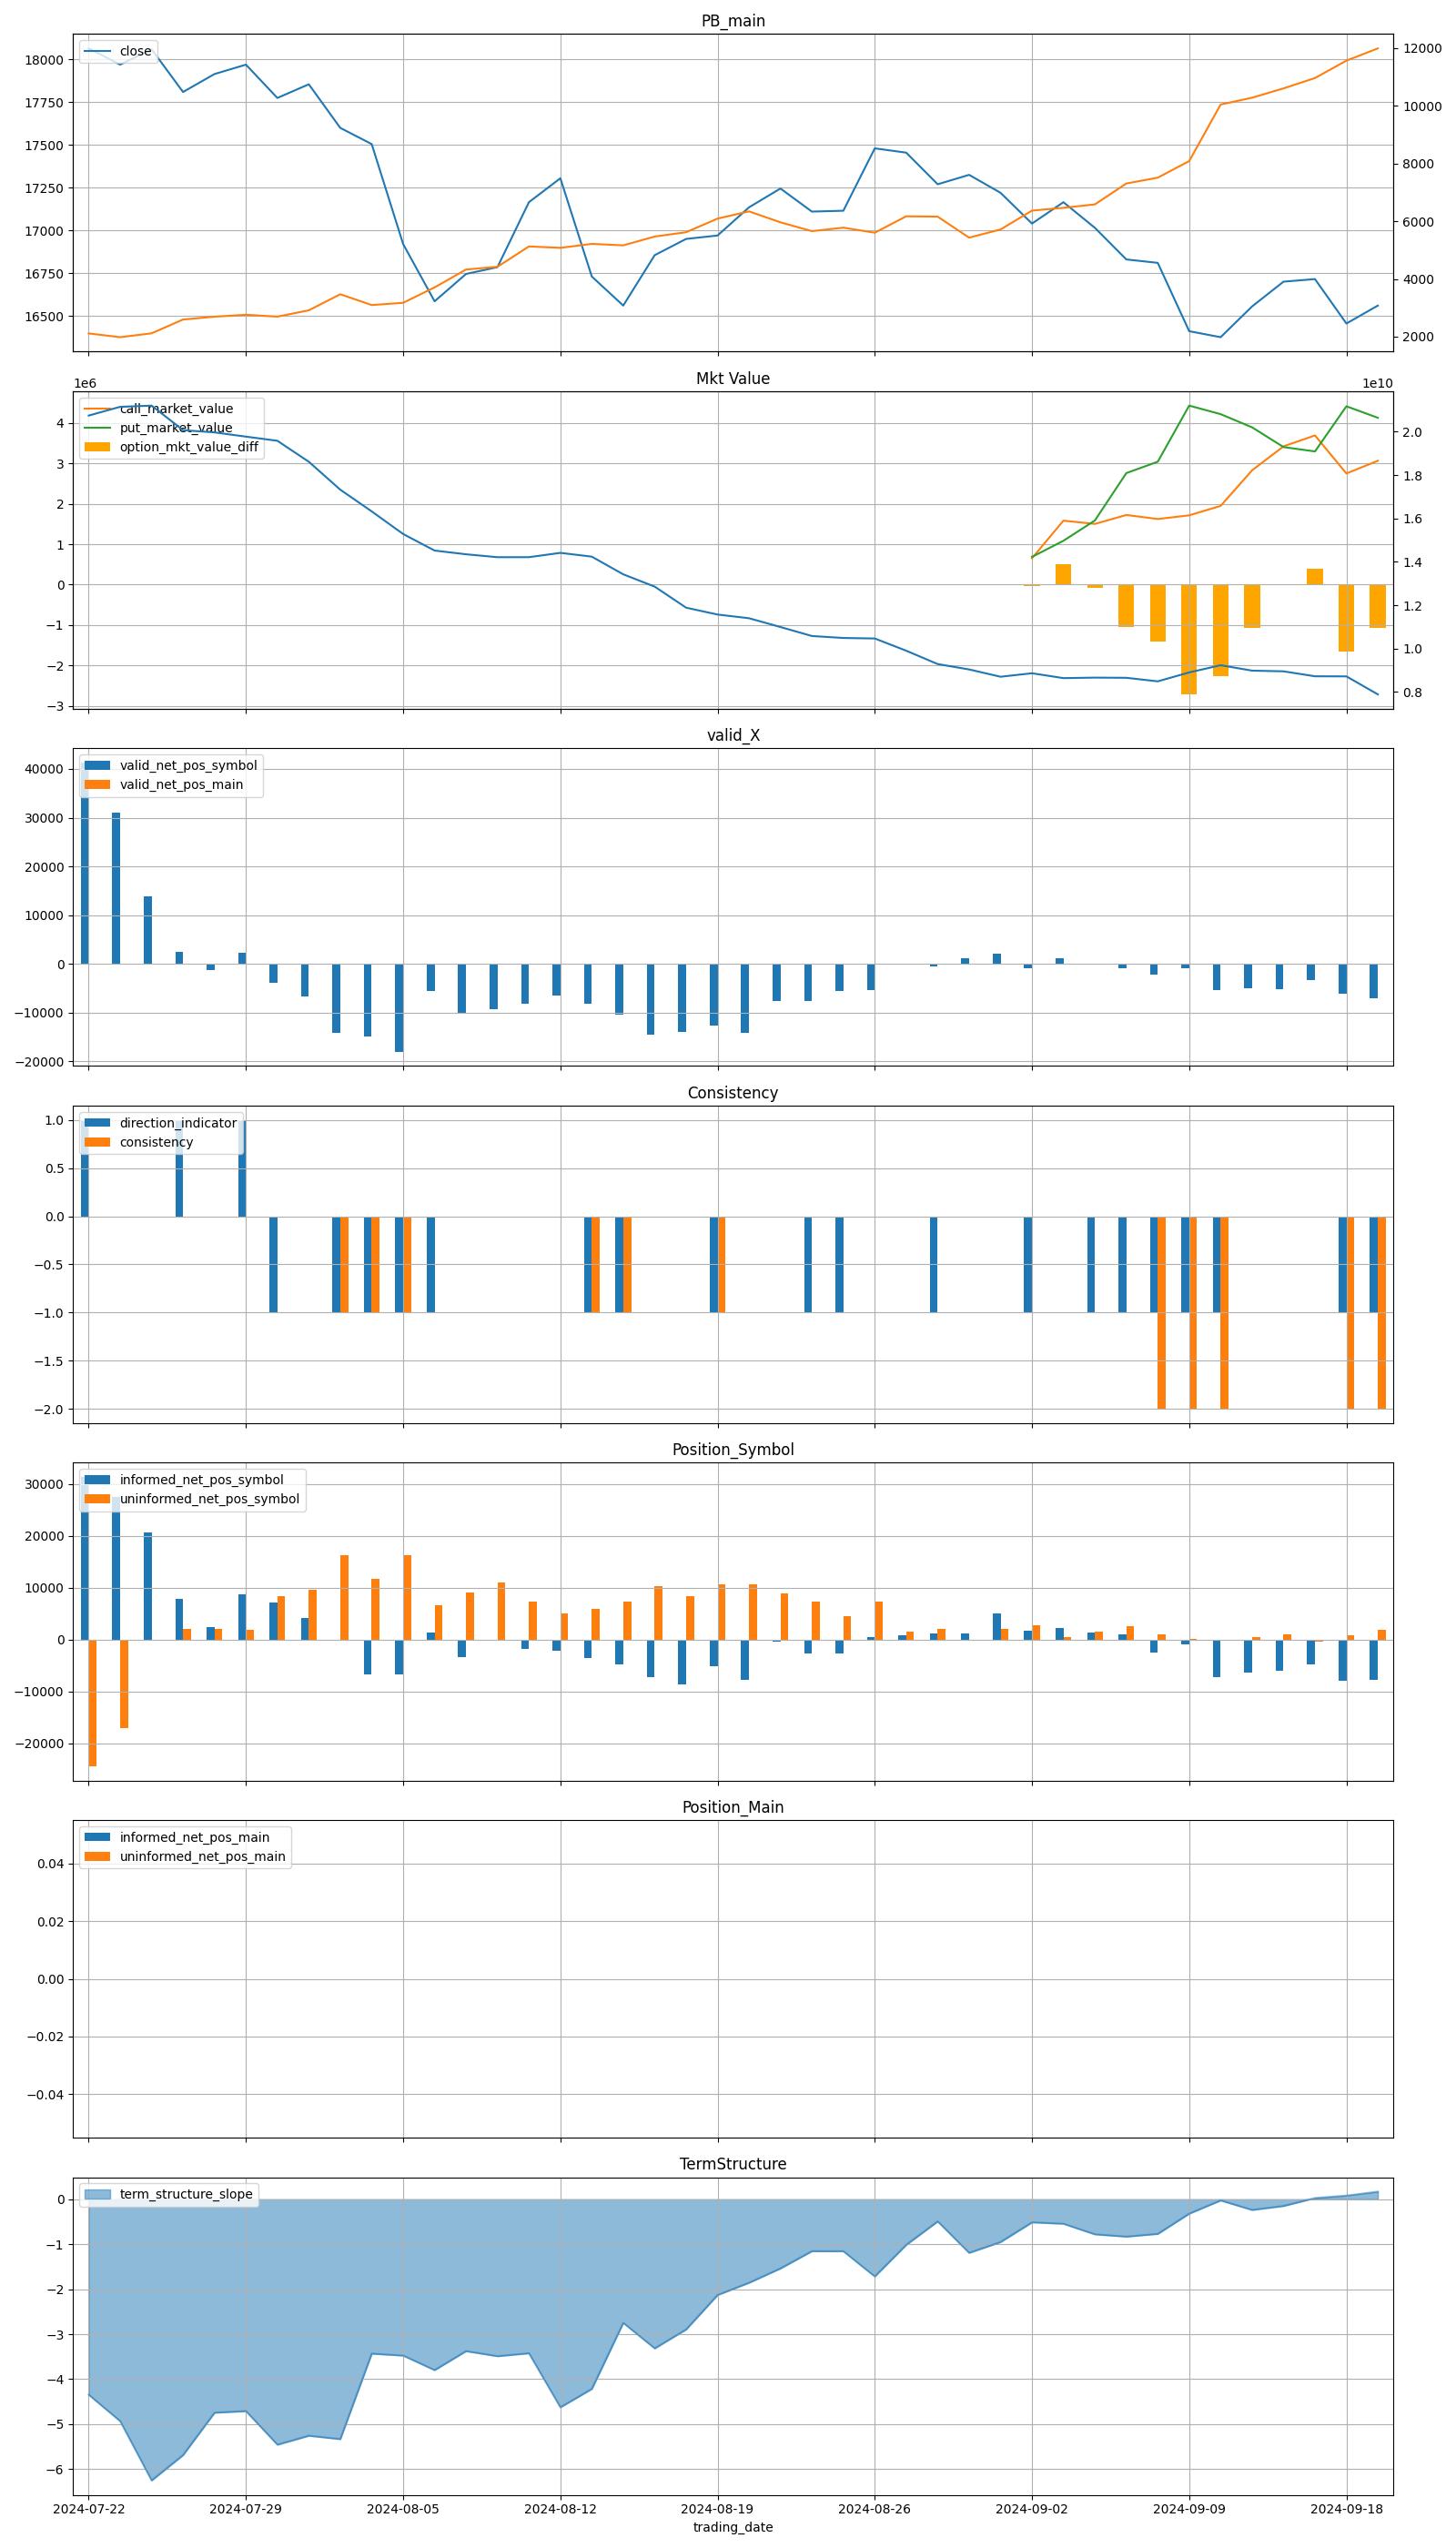 PB_main
close
18000
17750
17500
17250
17000
16750
16500
12000
10000
8000
6000
4000
2000
Mkt Value
1e6
1e10
call_market_value
put_market_value
option_mkt_value_diff
4
3
2
1
0
−1
−2
−3
2.0
1.8
1.6
1.4
1.2
1.0
0.8
valid_X
valid_net_pos_symbol
valid_net_pos_main
40000
30000
20000
10000
0
−10000
−20000
Consistency
direction_indicator
consistency
1.0
0.5
0.0
−0.5
−1.0
−1.5
−2.0
Position_Symbol
informed_net_pos_symbol
uninformed_net_pos_symbol
30000
20000
10000
0
−10000
−20000
Position_Main
informed_net_pos_main
uninformed_net_pos_main
0.04
0.02
0.00
−0.02
−0.04
TermStructure
term_structure_slope
0
−1
−2
−3
−4
−5
−6
2024-07-22 2024-07-29 2024-08-05 2024-08-12 2024-08-19 2024-08-26 2024-09-02 2024-09-09 2024-09-18
trading_date